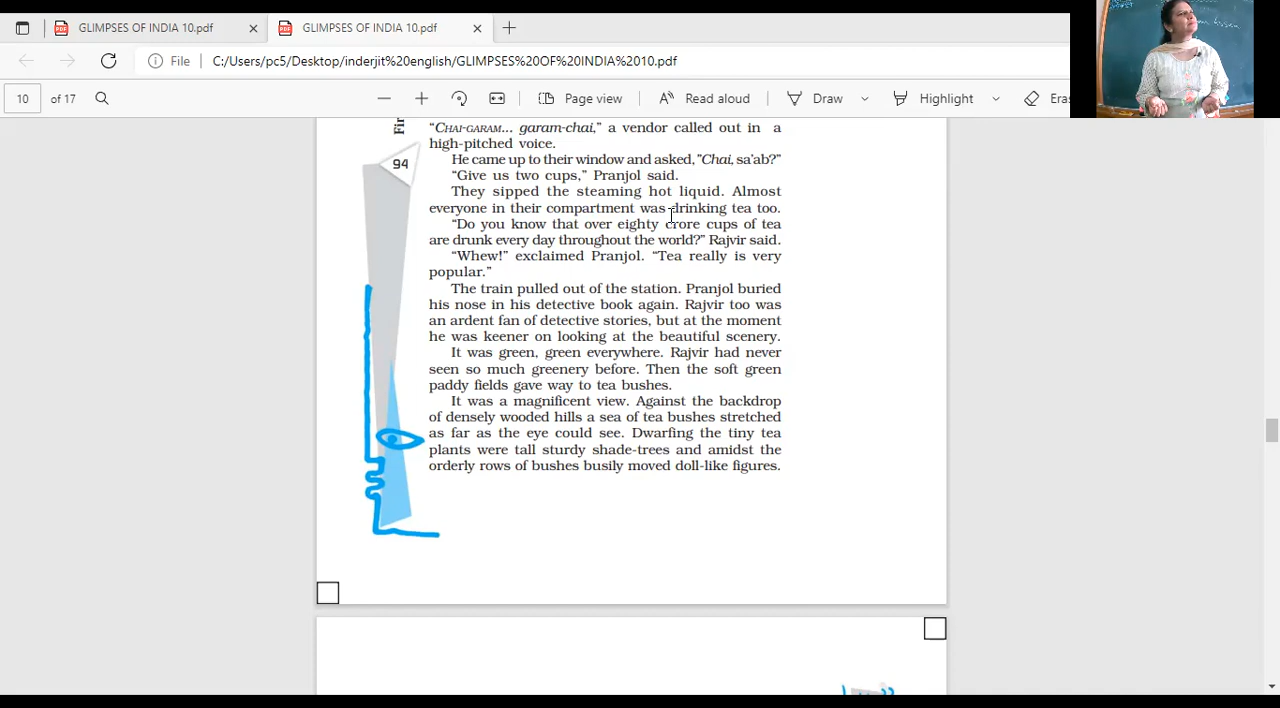 GLIMPSES OF INDIA 10.pdf
GLIMPSES OF INDIA 10.pdf
File C:/Users/pc5/Desktop/inderjit%20english/GLIMPSES%20OF%20INDIA%2010.pdf
10 of 17 Page view Read aloud Draw Highlight Eras
94
“CHAI-GARAM... garam-chai,” a vendor called out in a
high-pitched voice.
He came up to their window and asked, ”Chai, sa’ab?”
“Give us two cups,” Pranjol said.
They sipped the steaming hot liquid. Almost
everyone in their compartment was drinking tea too.
“Do you know that over eighty crore cups of tea
are drunk every day throughout the world?” Rajvir said.
“Whew!” exclaimed Pranjol. “Tea really is very
popular.”
The train pulled out of the station. Pranjol buried
his nose in his detective book again. Rajvir too was
an ardent fan of detective stories, but at the moment
he was keener on looking at the beautiful scenery.
It was green, green everywhere. Rajvir had never
seen so much greenery before. Then the soft green
paddy fields gave way to tea bushes.
It was a magnificent view. Against the backdrop
of densely wooded hills a sea of tea bushes stretched
as far as the eye could see. Dwarfing the tiny tea
plants were tall sturdy shade-trees and amidst the
orderly rows of bushes busily moved doll-like figures.